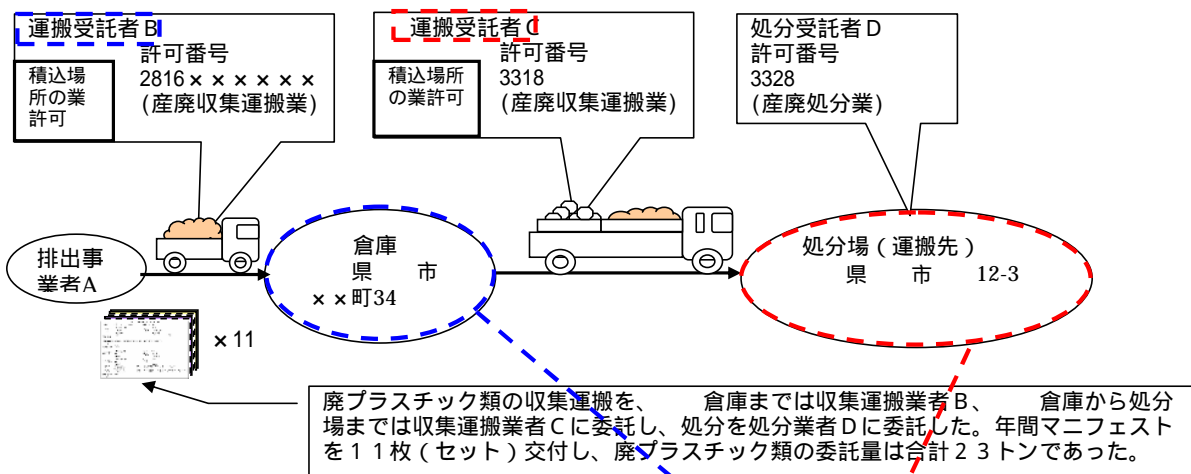 運搬受託者B
許可番号
2816××××××
(産廃収集運搬業)
積込場
所の業
許可
運搬受託者C
許可番号
3318
(産廃収集運搬業)
積込場所
の業許可
処分受託者D
許可番号
3328
(産廃処分業)
排出事
業者A
倉庫
県 市
××町34
処分場(運搬先)
県 市 12-3
×11
廃プラスチック類の収集運搬を、 倉庫までは収集運搬業者B、 倉庫から処分
場までは収集運搬業者Cに委託し、処分を処分業者Dに委託した。年間マニフェスト
を11枚(セット)交付し、廃プラスチック類の委託量は合計23トンであった。